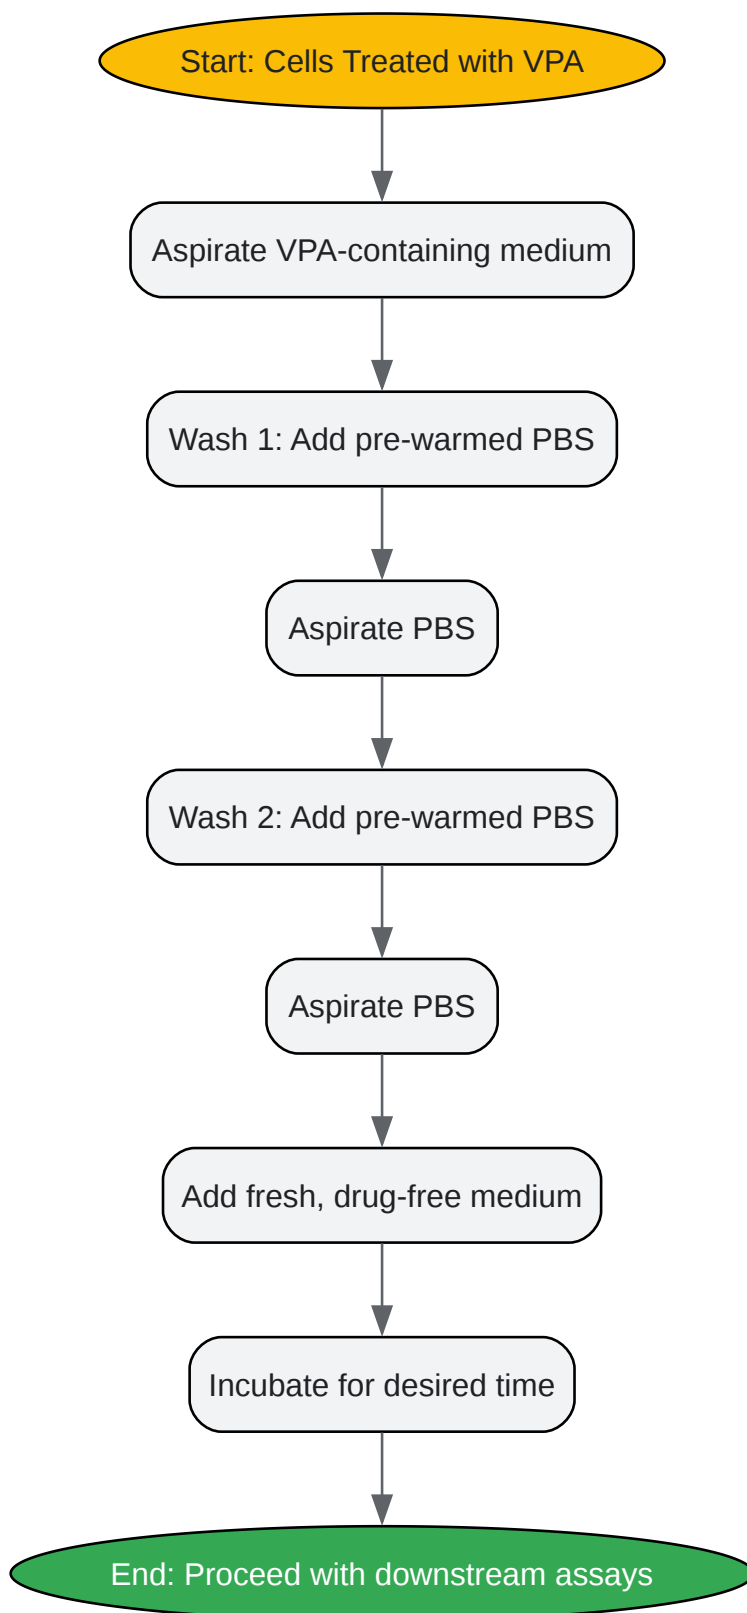 Start: Cells Treated with VPA
Aspirate VPA-containing medium
Wash 1: Add pre-warmed PBS
Aspirate PBS
Wash 2: Add pre-warmed PBS
Aspirate PBS
Add fresh, drug-free medium
Incubate for desired time
End: Proceed with downstream assays